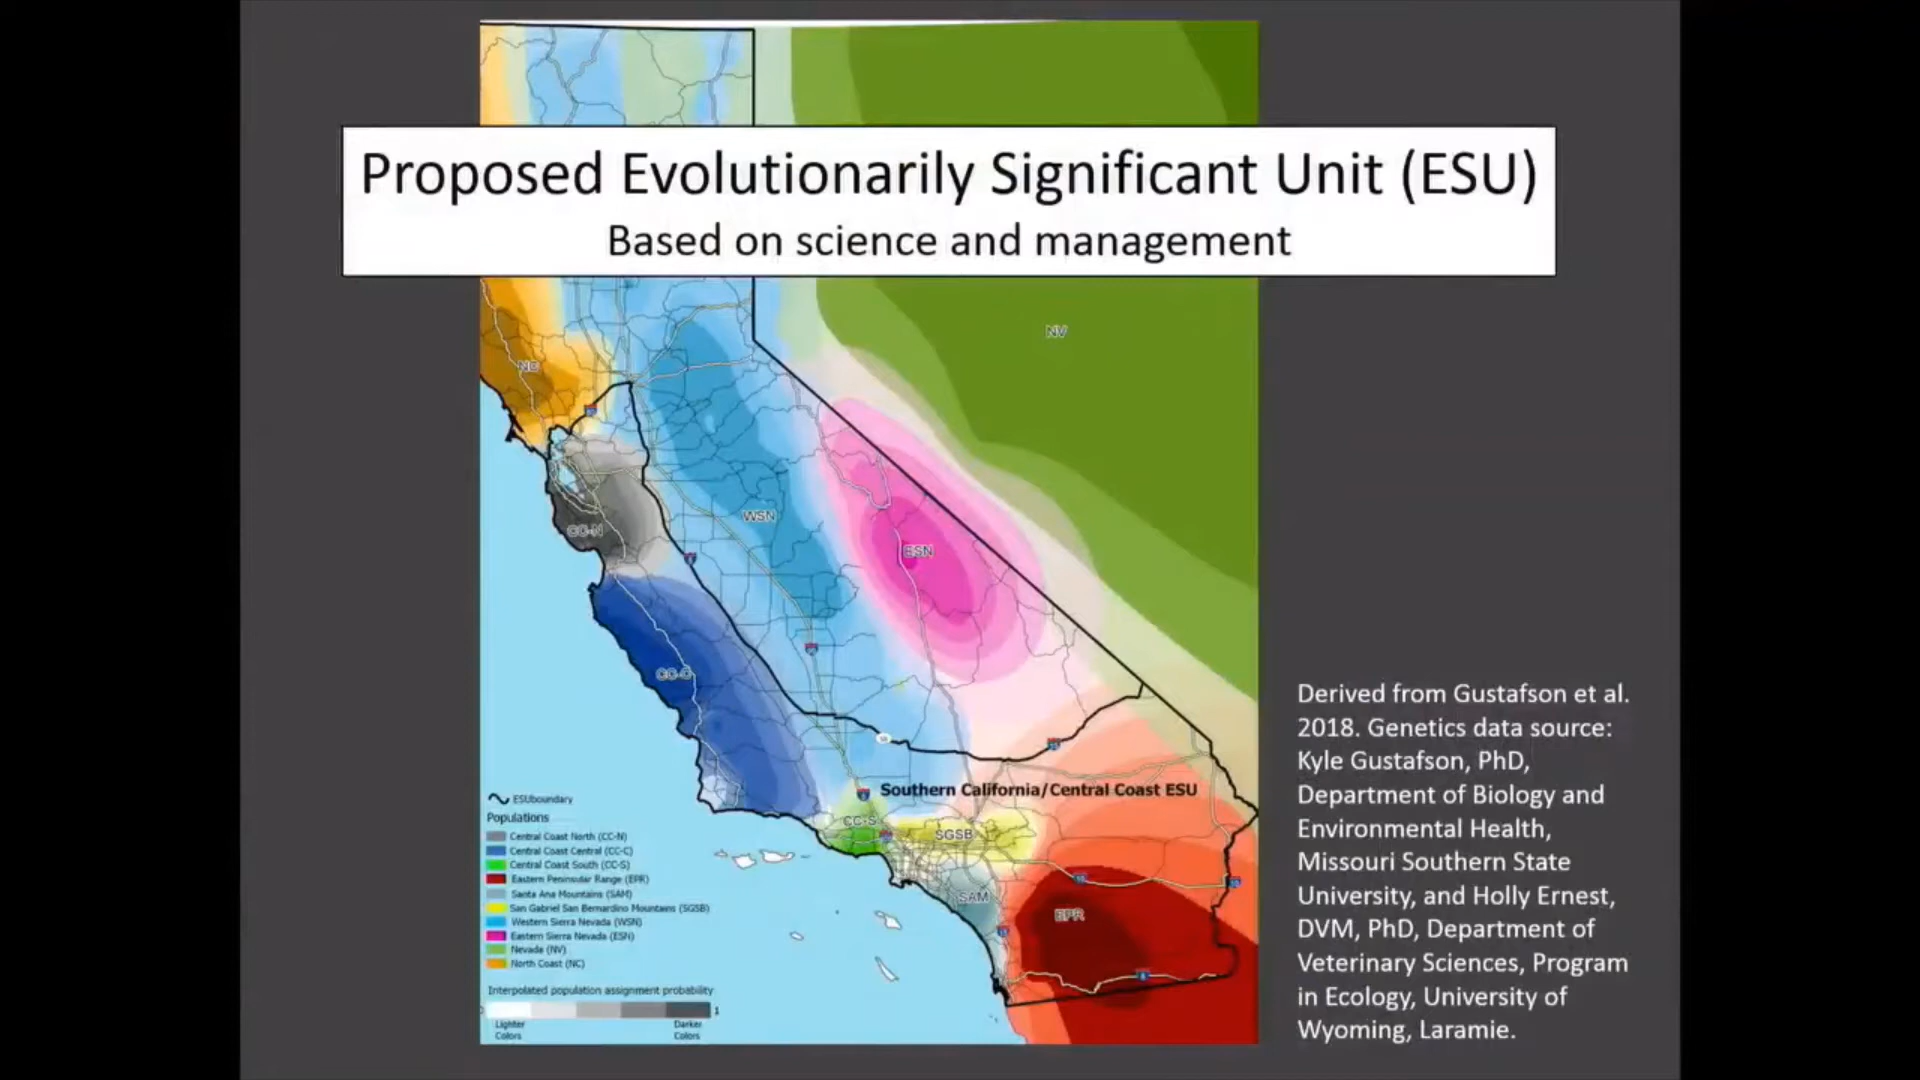 Proposed Evolutionarily Significant Unit (ESU)
Based on science and management
NV
NC
WSN
CC-N
ESN
CC-C
Southern California/Central Coast ESU
CC-S
SGSB
SAM
EPR
ESUboundary
Populations
Central Coast North (CC-N)
Central Coast Central (CC-C)
Central Coast South (CC-S)
Eastern Peninsular Range (EPR)
Santa Ana Mountains (SAM)
San Gabriel San Bernardino Mountains (SGSB)
Western Sierra Nevada (WSN)
Eastern Sierra Nevada (ESN)
Nevada (NV)
North Coast (NC)
Interpolated population assignment probability
0 1
Lighter Colors
Darker Colors
Derived from Gustafson et al.
2018. Genetics data source:
Kyle Gustafson, PhD,
Department of Biology and
Environmental Health,
Missouri Southern State
University, and Holly Ernest,
DVM, PhD, Department of
Veterinary Sciences, Program
in Ecology, University of
Wyoming, Laramie.